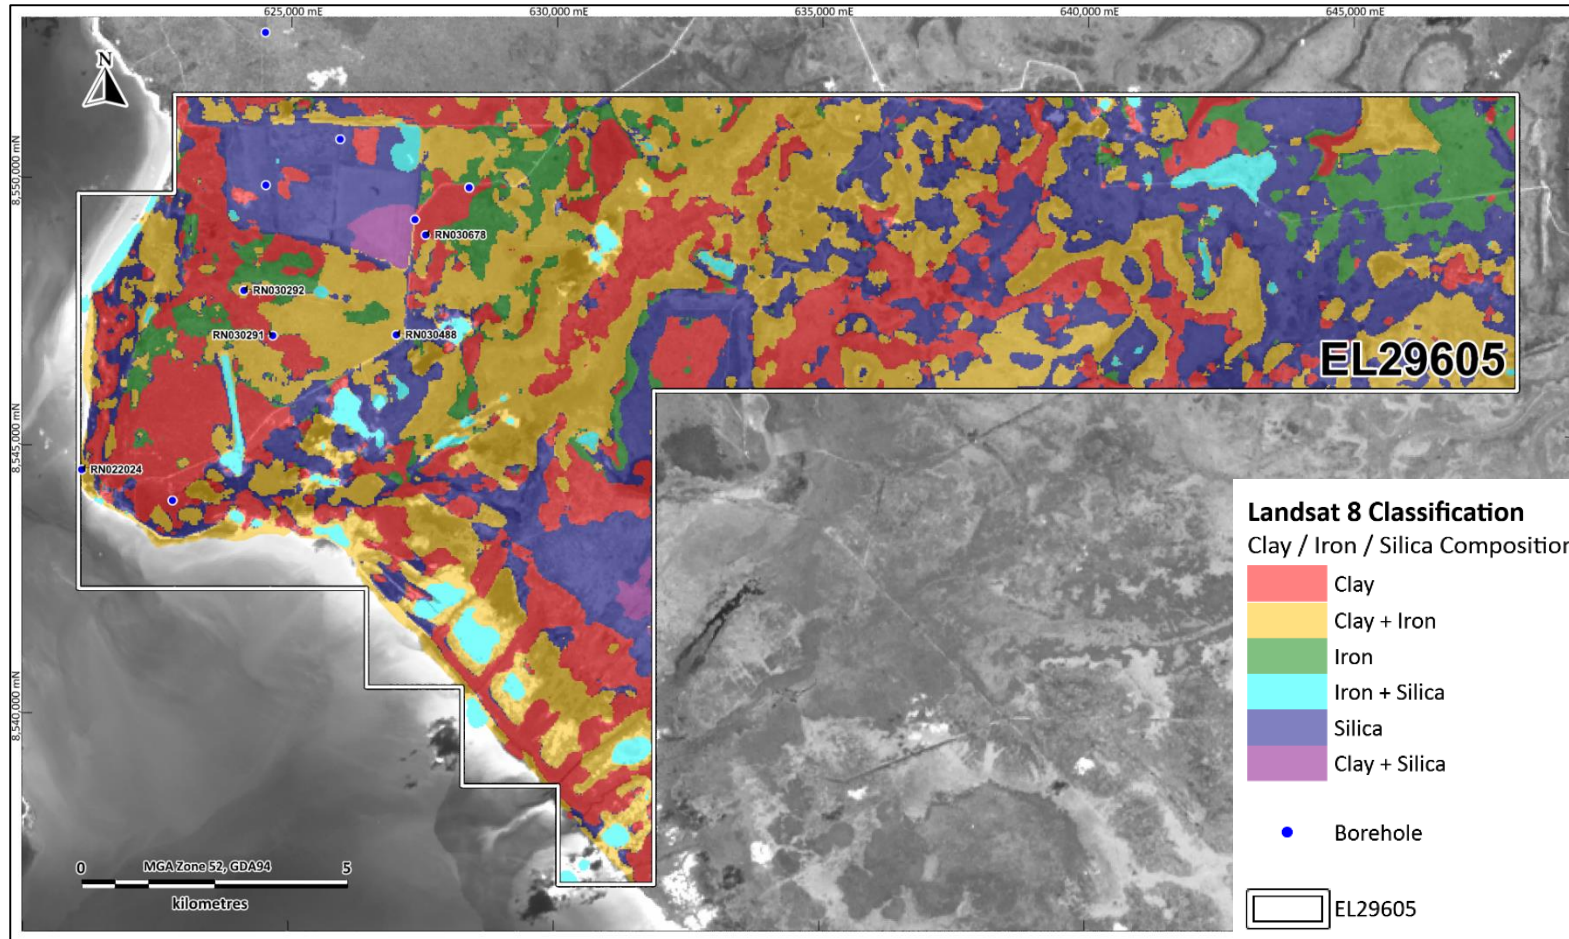 625,000 mE
630,000 mE
635,000 mE
640,000 mE
645,000 mE
N
8,550,000 mN
8,545,000 mN
8,540,000 mN
RN030678
RN030292
RN030291
RN030488
RN022024
EL29605
0
MGA Zone 52, GDA94
5
kilometres
Landsat 8 Classification
Clay / Iron / Silica Composition
Clay
Clay + Iron
Iron
Iron + Silica
Silica
Clay + Silica
Borehole
EL29605